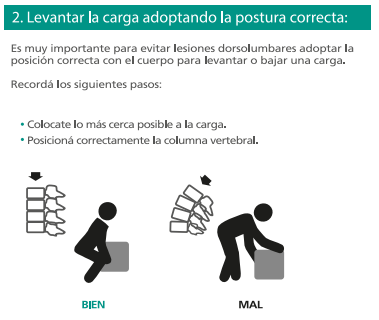 2. Levantar la carga adoptando la postura correcta:
Es muy importante para evitar lesiones dorsolumbares adoptar la
posición correcta con el cuerpo para levantar o bajar una carga.
Recordá los siguientes pasos:
• Colocate lo más cerca posible a la carga.
• Posicioná correctamente la columna vertebral.
BIEN
MAL